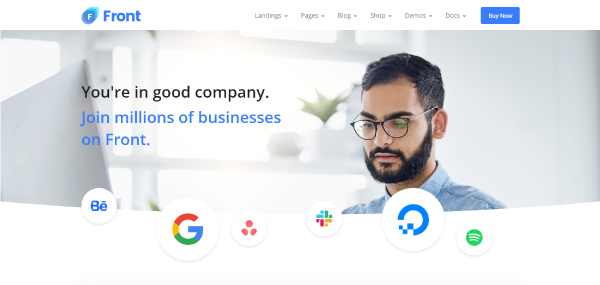 Front
Landings Pages Blog Shop Demos Docs Buy Now
You're in good company.
Join millions of businesses
on Front.
Bē